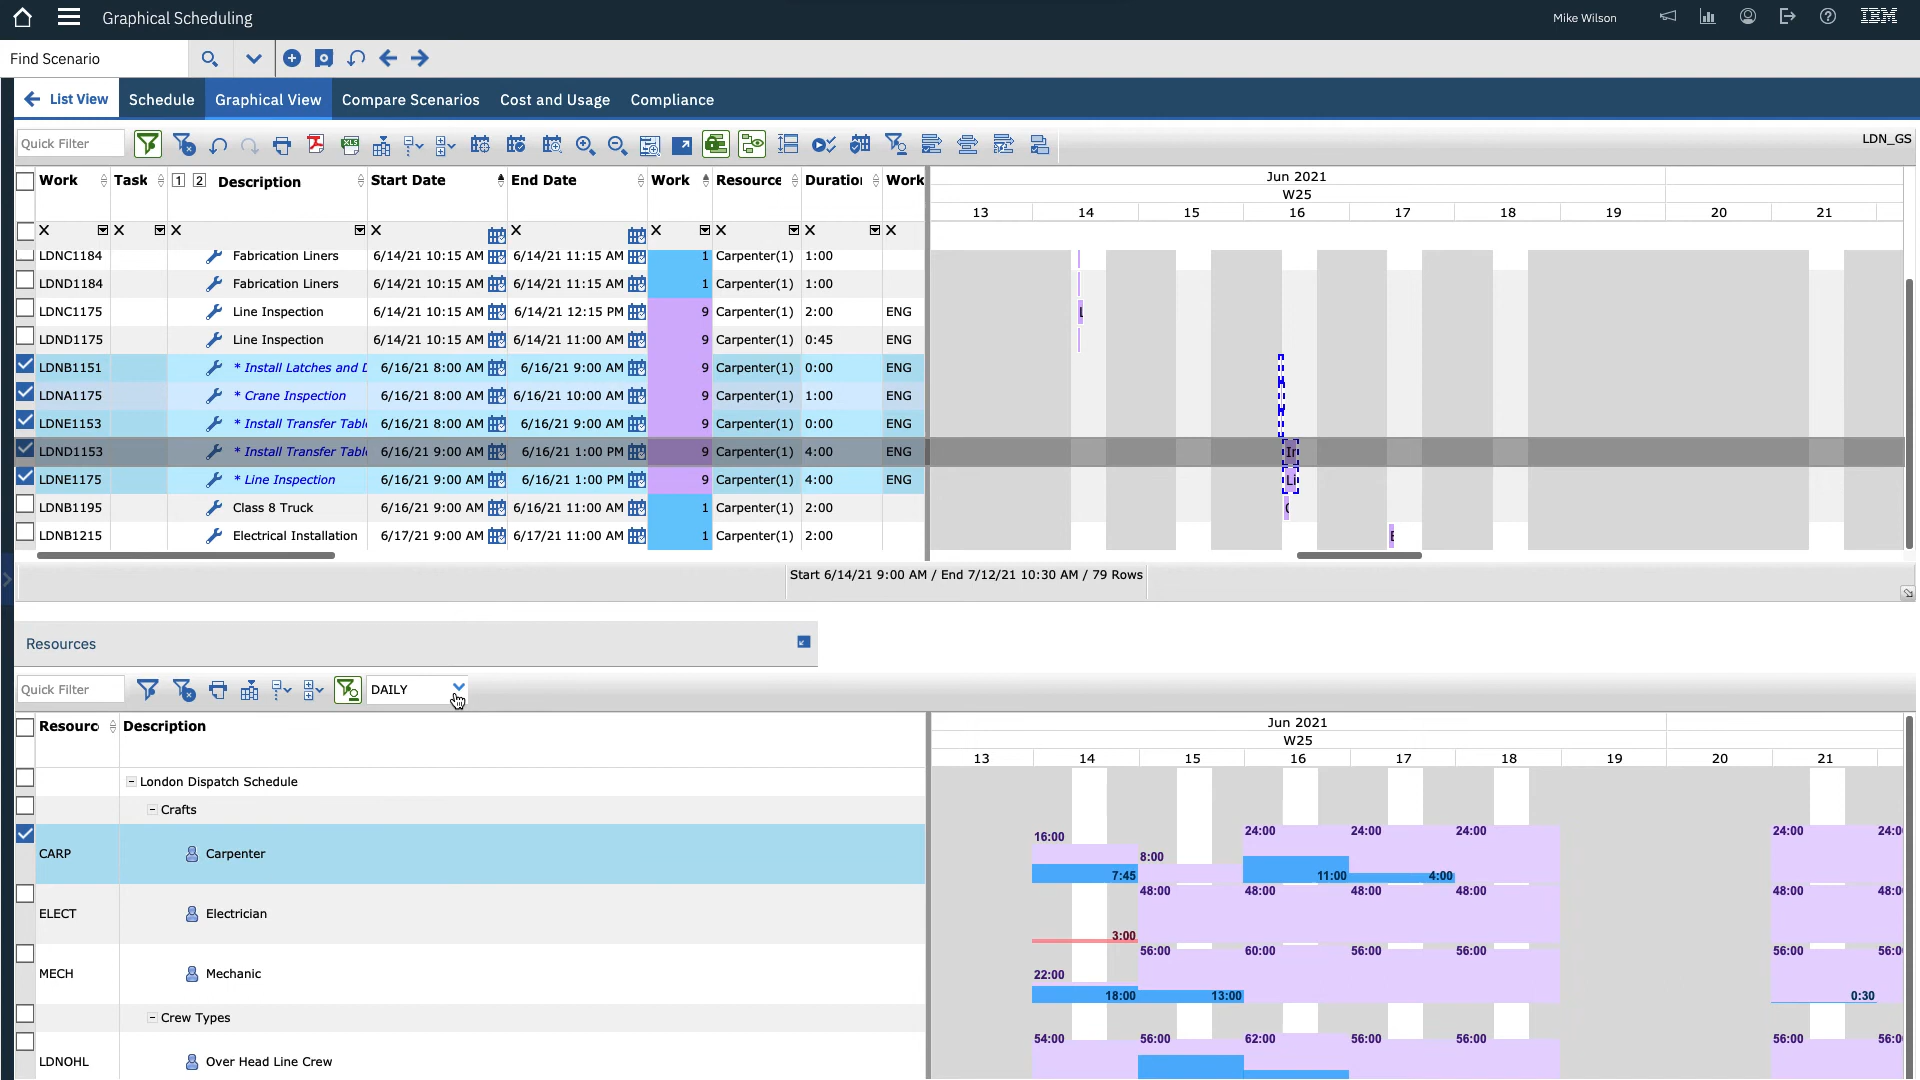 Graphical Scheduling
Mike Wilson
IBM
Find Scenario
List View Schedule Graphical View Compare Scenarios Cost and Usage Compliance
Quick Filter
LDN_GS
Work Task 1 2 Description Start Date End Date Work Resource Duration Work
X X X X X X X X X
Jun 2021
W25
13 14 15 16 17 18 19 20 21
LDNC1184 Fabrication Liners 6/14/21 10:15 AM 6/14/21 11:15 AM 1 Carpenter(1) 1:00
LDND1184 Fabrication Liners 6/14/21 10:15 AM 6/14/21 11:15 AM 1 Carpenter(1) 1:00
LDNC1175 Line Inspection 6/14/21 10:15 AM 6/14/21 12:15 PM 9 Carpenter(1) 2:00 ENG L
LDND1175 Line Inspection 6/14/21 10:15 AM 6/14/21 11:00 AM 9 Carpenter(1) 0:45 ENG
LDNB1151 * Install Latches and D 6/16/21 8:00 AM 6/16/21 9:00 AM 9 Carpenter(1) 0:00 ENG
LDNA1175 * Crane Inspection 6/16/21 8:00 AM 6/16/21 10:00 AM 9 Carpenter(1) 1:00 ENG
LDNE1153 * Install Transfer Table 6/16/21 8:00 AM 6/16/21 9:00 AM 9 Carpenter(1) 0:00 ENG
LDND1153 * Install Transfer Table 6/16/21 9:00 AM 6/16/21 1:00 PM 9 Carpenter(1) 4:00 ENG In
LDNE1175 * Line Inspection 6/16/21 9:00 AM 6/16/21 1:00 PM 9 Carpenter(1) 4:00 ENG Li
LDNB1195 Class 8 Truck 6/16/21 9:00 AM 6/16/21 11:00 AM 1 Carpenter(1) 2:00
LDNB1215 Electrical Installation 6/17/21 9:00 AM 6/17/21 11:00 AM 1 Carpenter(1) 2:00 E
Start 6/14/21 9:00 AM / End 7/12/21 10:30 AM / 79 Rows
Resources
Quick Filter DAILY
Resourc Description
Jun 2021
W25
13 14 15 16 17 18 19 20 21
London Dispatch Schedule
Crafts
CARP Carpenter
16:00 8:00 24:00 24:00 24:00 24:00 24:0
7:45 11:00 4:00
ELECT Electrician
48:00 48:00 48:00 48:00 48:00 48:0
3:00
MECH Mechanic
22:00 56:00 60:00 56:00 56:00 56:00 56:0
18:00 13:00 0:30
Crew Types
LDNOHL Over Head Line Crew
54:00 56:00 62:00 56:00 56:00 56:00 56:0